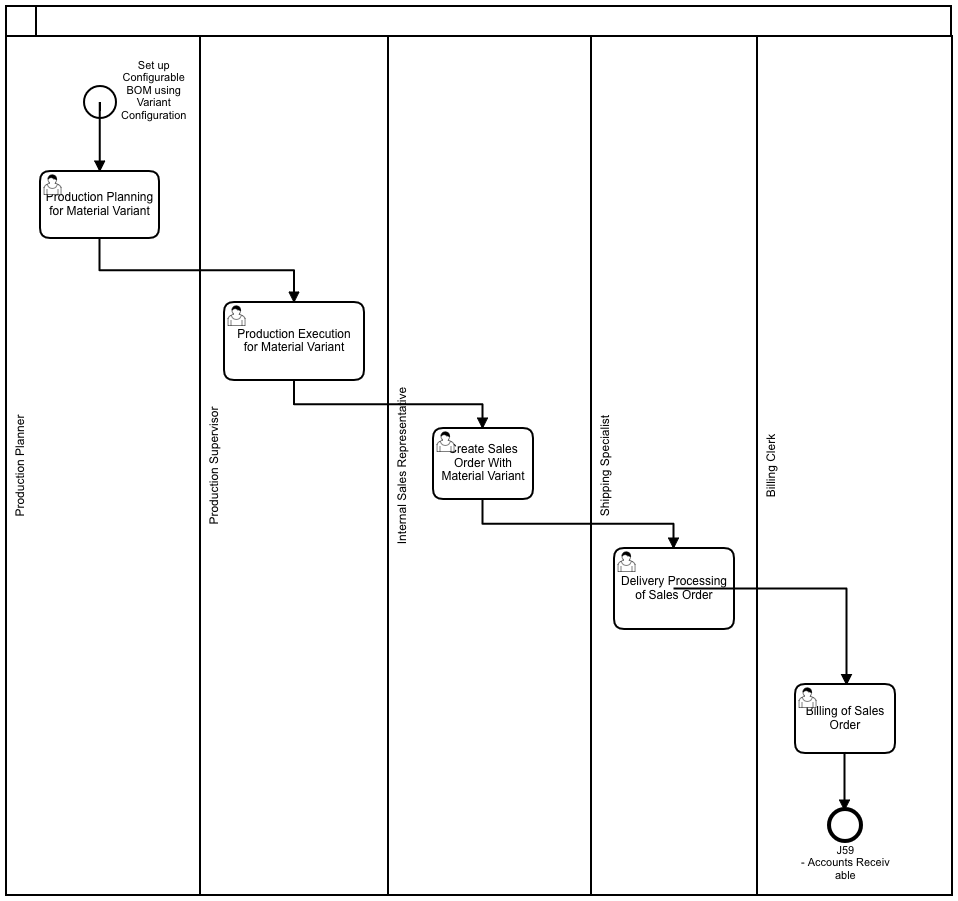 Set up
Configurable
BOM using
Variant
Configuration
Production Planning
for Material Variant
Production Execution
for Material Variant
Create Sales
Order With
Material Variant
Delivery Processing
of Sales Order
Billing of Sales
Order
J59
- Accounts Receiv
able
Production Planner
Production Supervisor
Internal Sales Representative
Shipping Specialist
Billing Clerk